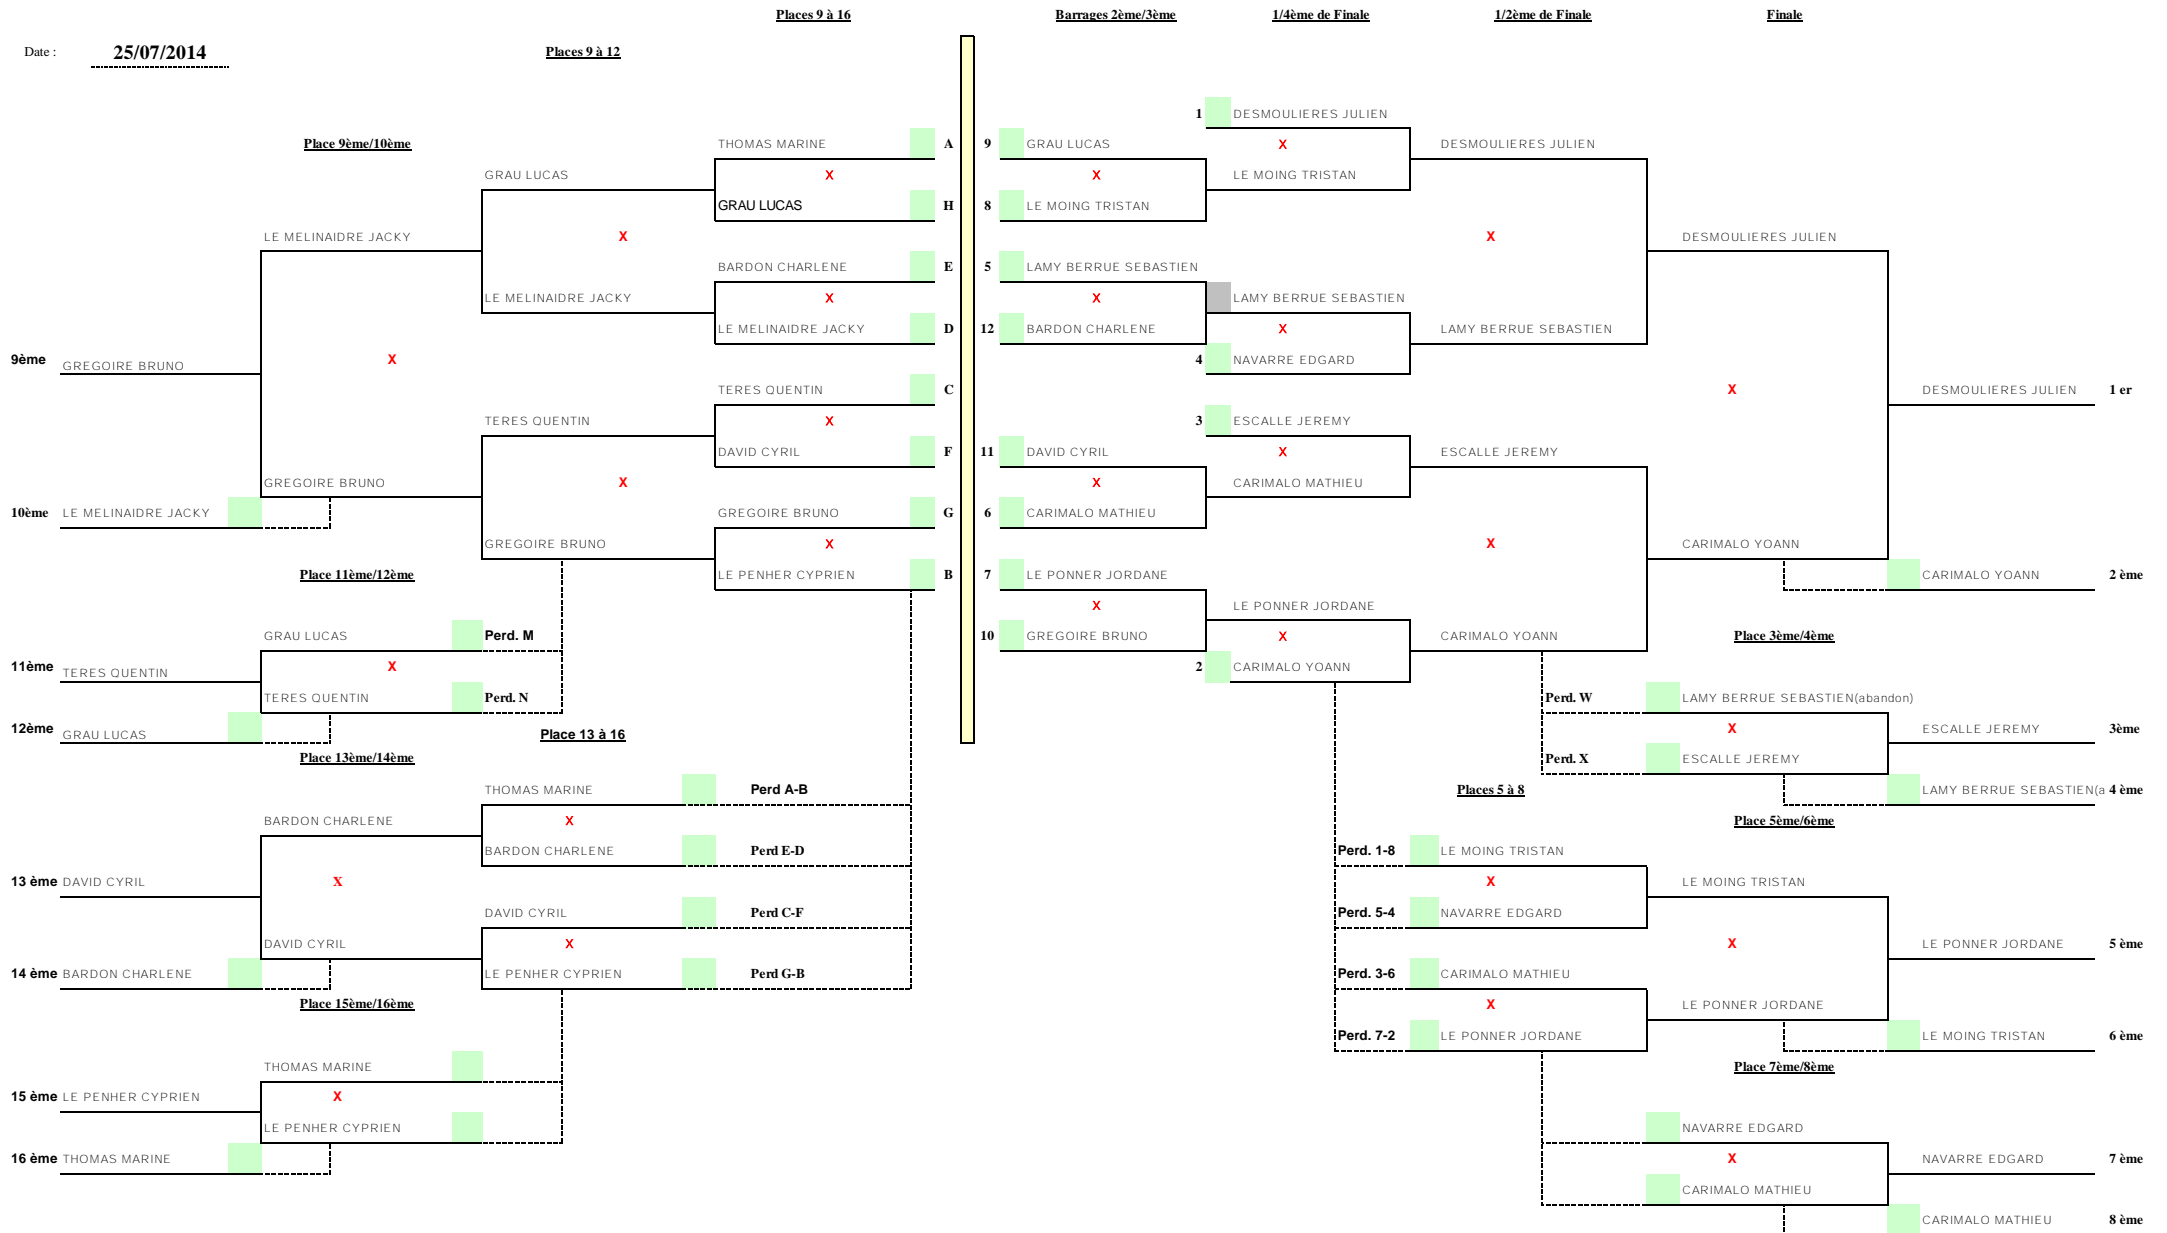 Places 9 à 16 Barrages 2ème/3ème 1/4ème de Finale 1/2ème de Finale Finale
Date : 25/07/2014 Places 9 à 12
1 DESMOULIERES JULIEN
Place 9ème/10ème THOMAS MARINE A 9 GRAU LUCAS X DESMOULIERES JULIEN
GRAU LUCAS X X LE MOING TRISTAN
GRAU LUCAS H 8 LE MOING TRISTAN
LE MELINAIDRE JACKY X X DESMOULIERES JULIEN
BARDON CHARLENE E 5 LAMY BERRUE SEBASTIEN
LE MELINAIDRE JACKY X X LAMY BERRUE SEBASTIEN
LE MELINAIDRE JACKY D 12 BARDON CHARLENE X LAMY BERRUE SEBASTIEN
9ème GREGOIRE BRUNO X 4 NAVARRE EDGARD
TERES QUENTIN C X DESMOULIERES JULIEN 1 er
TERES QUENTIN X 3 ESCALLE JEREMY
DAVID CYRIL F 11 DAVID CYRIL X ESCALLE JEREMY
GREGOIRE BRUNO X X CARIMALO MATHIEU
10ème LE MELINAIDRE JACKY GREGOIRE BRUNO G 6 CARIMALO MATHIEU
GREGOIRE BRUNO X X CARIMALO YOANN
Place 11ème/12ème LE PENHER CYPRIEN B 7 LE PONNER JORDANE CARIMALO YOANN 2 ème
X LE PONNER JORDANE
GRAU LUCAS Perd. M 10 GREGOIRE BRUNO X CARIMALO YOANN Place 3ème/4ème
11ème TERES QUENTIN X 2 CARIMALO YOANN
TERES QUENTIN Perd. N Perd. W LAMY BERRUE SEBASTIEN(abandon)
12ème GRAU LUCAS Place 13 à 16 X ESCALLE JEREMY 3ème
Place 13ème/14ème Perd. X ESCALLE JEREMY
THOMAS MARINE Perd A-B Places 5 à 8 LAMY BERRUE SEBASTIEN(a 4 ème
BARDON CHARLENE X Place 5ème/6ème
BARDON CHARLENE Perd E-D Perd. 1-8 LE MOING TRISTAN
13 ème DAVID CYRIL X X LE MOING TRISTAN
DAVID CYRIL Perd C-F Perd. 5-4 NAVARRE EDGARD
DAVID CYRIL X X LE PONNER JORDANE 5 ème
14 ème BARDON CHARLENE LE PENHER CYPRIEN Perd G-B Perd. 3-6 CARIMALO MATHIEU
Place 15ème/16ème X LE PONNER JORDANE
Perd. 7-2 LE PONNER JORDANE LE MOING TRISTAN 6 ème
THOMAS MARINE Place 7ème/8ème
15 ème LE PENHER CYPRIEN X
LE PENHER CYPRIEN NAVARRE EDGARD
16 ème THOMAS MARINE X NAVARRE EDGARD 7 ème
CARIMALO MATHIEU
CARIMALO MATHIEU 8 ème